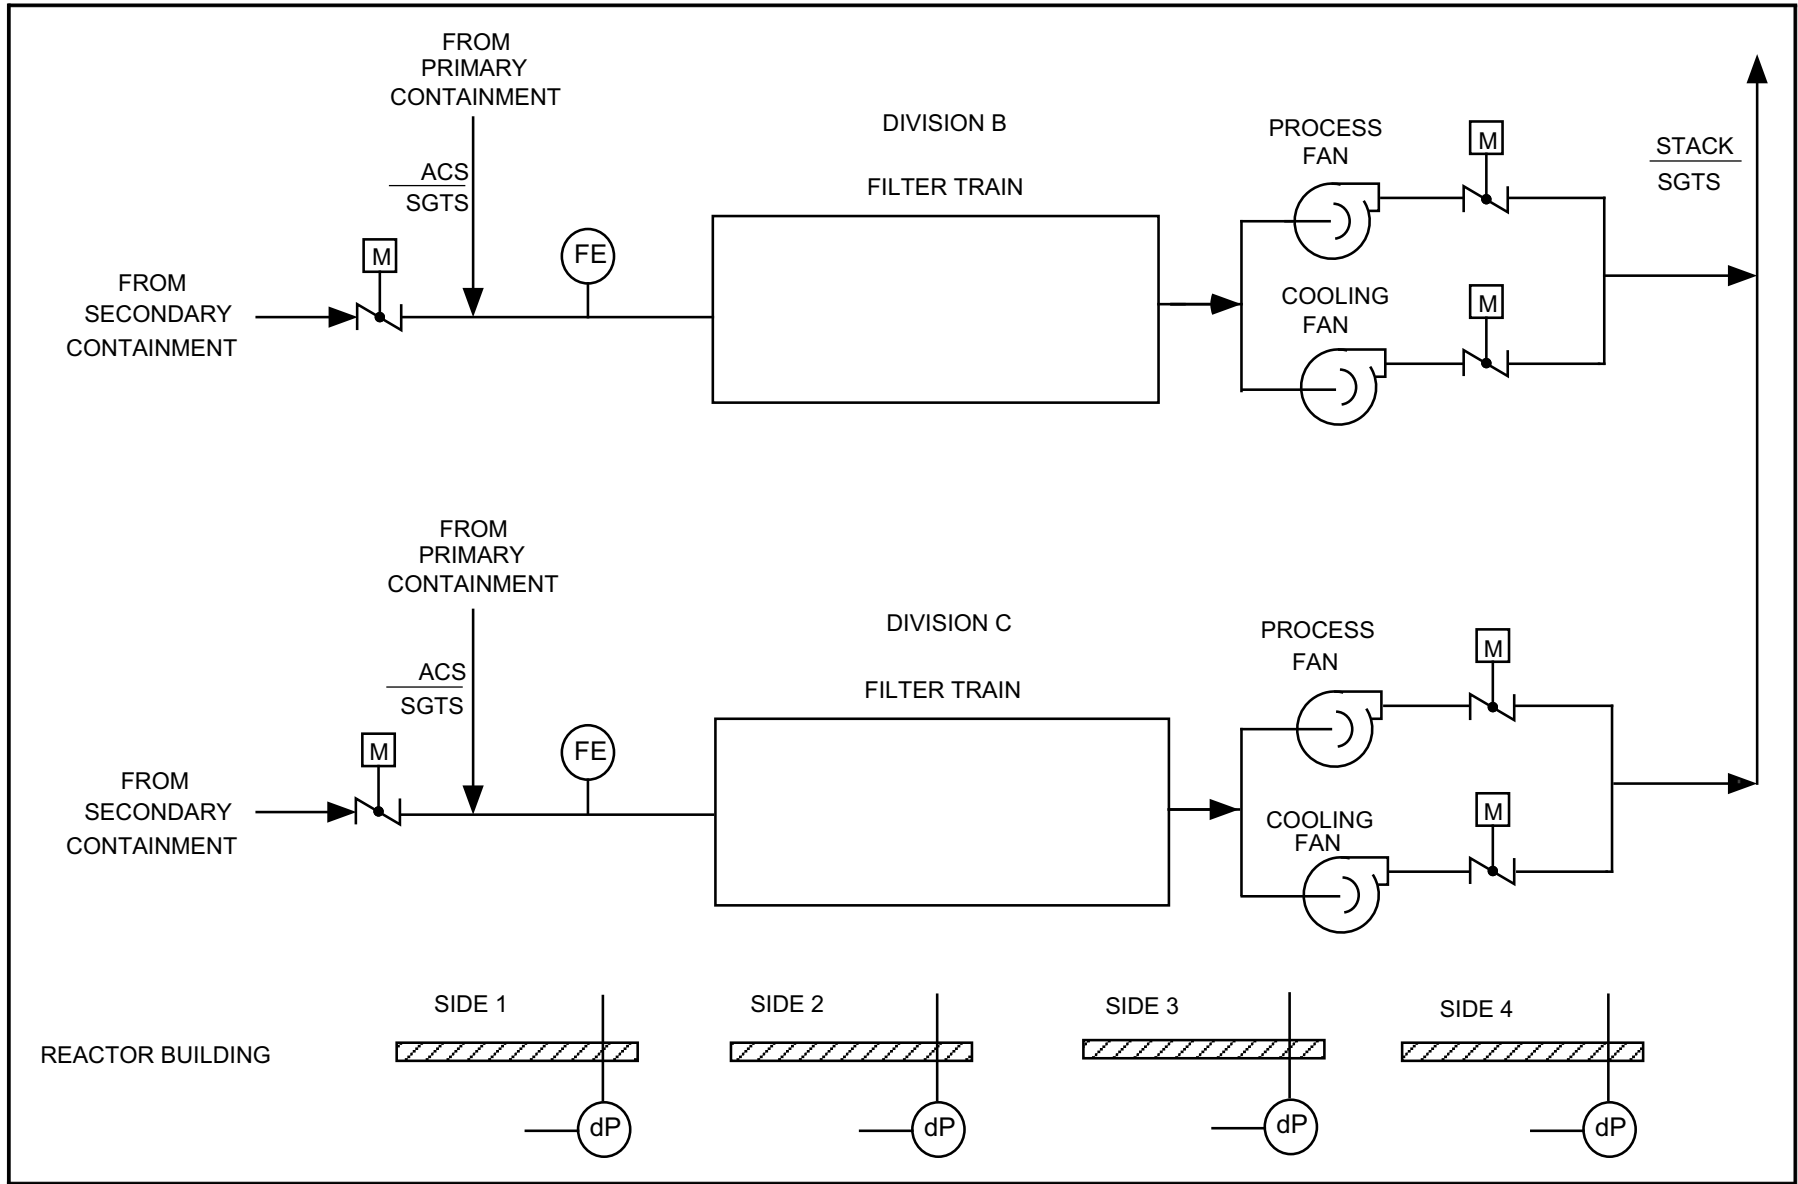 FROM
PRIMARY
CONTAINMENT
ACS
SGTS
DIVISION B
FILTER TRAIN
PROCESS
FAN
M
STACK
SGTS
M
FE
FROM
SECONDARY
CONTAINMENT
COOLING
FAN
M
FROM
PRIMARY
CONTAINMENT
ACS
SGTS
DIVISION C
FILTER TRAIN
PROCESS
FAN
M
M
FE
FROM
SECONDARY
CONTAINMENT
COOLING
FAN
M
REACTOR BUILDING
SIDE 1
dP
SIDE 2
dP
SIDE 3
dP
SIDE 4
dP